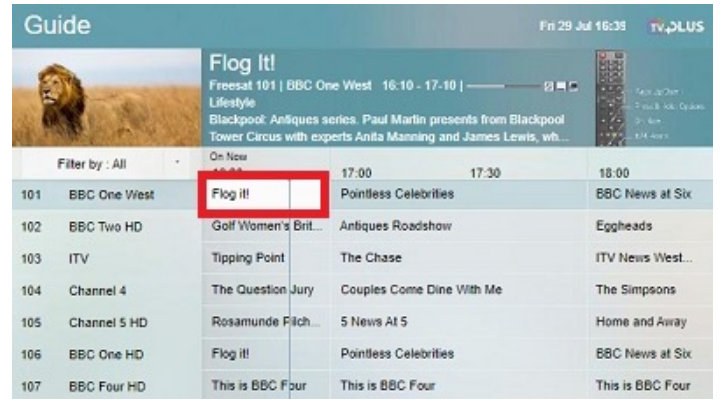 Guide
Fri 29 Jul 16:35 TV PLUS
Flog It!
Freesat 101 | BBC One West 16:10 - 17-10 |
Lifestyle
Blackpool: Antiques series. Paul Martin presents from Blackpool
Tower Circus with experts Anita Manning and James Lewis, wh...
Filter by : All
On Now
17:00 17:30 18:00
101 BBC One West Flog it! Pointless Celebrities BBC News at Six
102 BBC Two HD Golf Women's Brit... Antiques Roadshow Eggheads
103 ITV Tipping Point The Chase ITV News West...
104 Channel 4 The Question Jury Couples Come Dine With Me The Simpsons
105 Channel 5 HD Rosamunde Pilch... 5 News At 5 Home and Away
106 BBC One HD Flog it! Pointless Celebrities BBC News at Six
107 BBC Four HD This is BBC Four This is BBC Four This is BBC Four